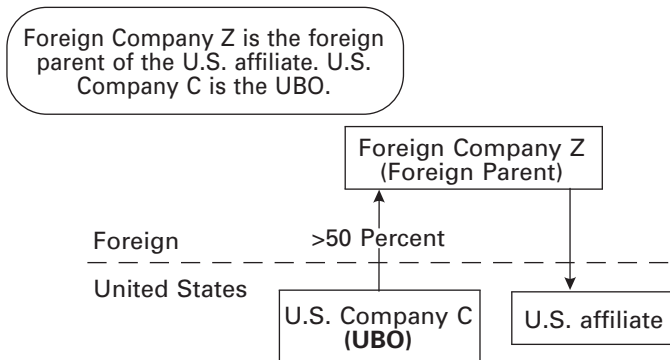 Foreign Company Z is the foreign
parent of the U.S. affiliate. U.S.
Company C is the UBO.
Foreign Company Z
(Foreign Parent)
Foreign
>50 Percent
United States
U.S. Company C
(UBO)
U.S. affiliate